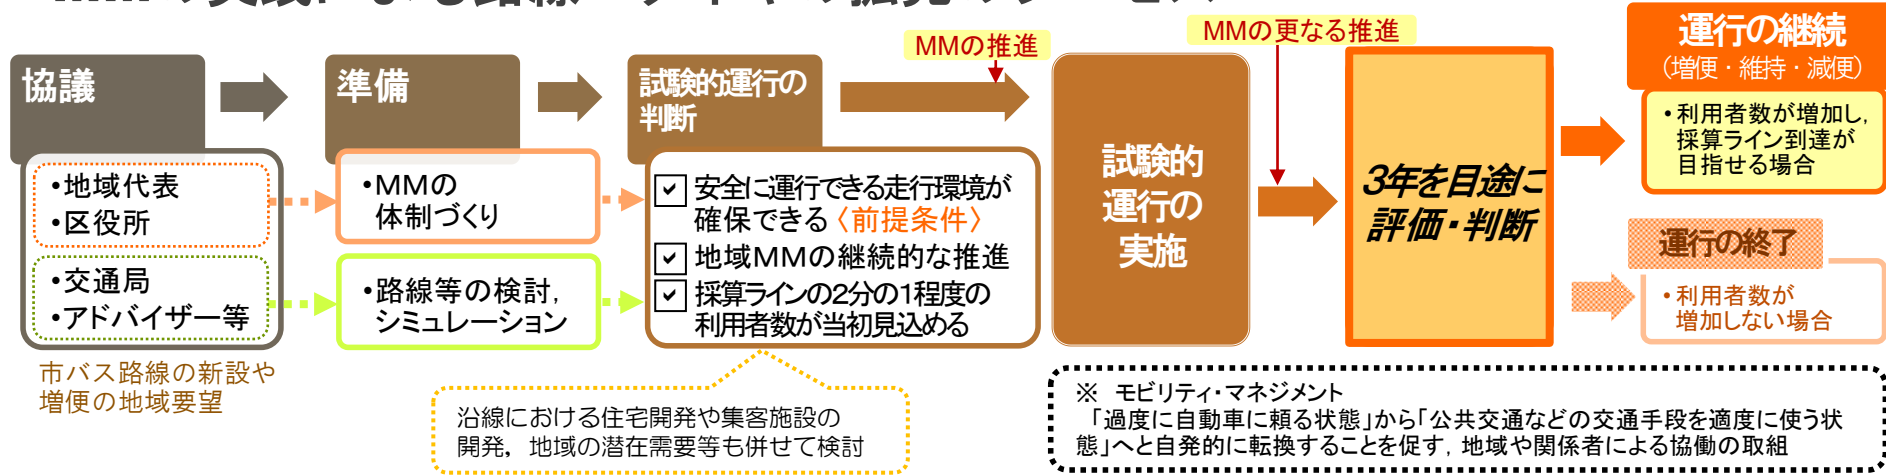 協議
・地域代表
・区役所
・交通局
・アドバイザー等
市バス路線の新設や
増便の地域要望
準備
・MMの
体制づくり
・路線等の検討，
シミュレーション
試験的運行の
判断
安全に運行できる走行環境が
確保できる〈前提条件〉
地域MMの継続的な推進
採算ラインの2分の1程度の
利用者数が当初見込める
沿線における住宅開発や集客施設の
開発，地域の潜在需要等も併せて検討
MMの推進
試験的
運行の
実施
MMの更なる推進
3年を目途に
評価・判断
運行の継続
（増便・維持・減便）
・利用者数が増加し，
採算ライン到達が
目指せる場合
運行の終了
・利用者数が
増加しない場合
※　モビリティ・マネジメント
「過度に自動車に頼る状態」から「公共交通などの交通手段を適度に使う状
態」へと自発的に転換することを促す，地域や関係者による協働の取組